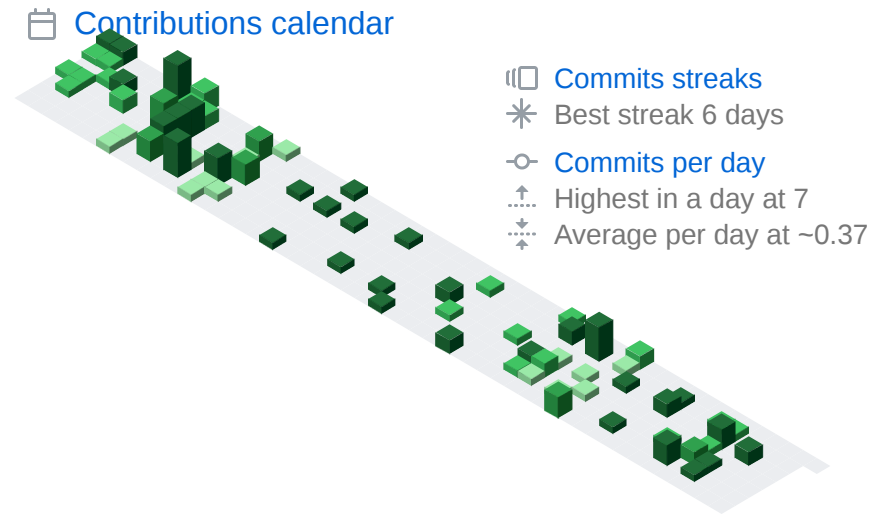 Contributions calendar
Commits streaks
Best streak 6 days
Commits per day
Highest in a day at 7
Average per day at ~0.37